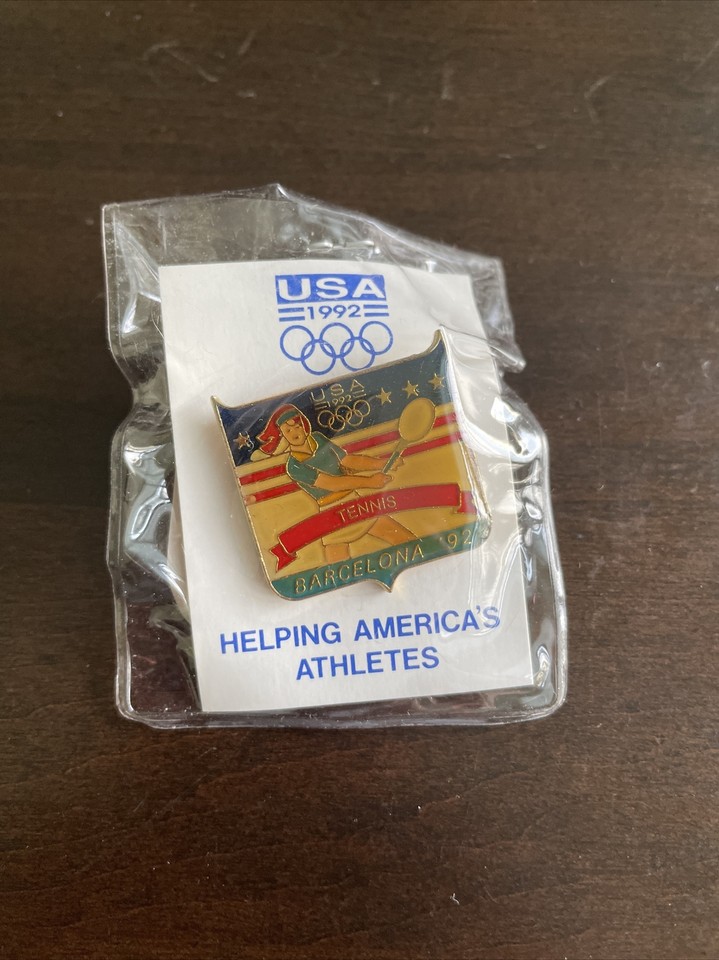 USA
1992
USA
1992
TENNIS
BARCELONA '92
HELPING AMERICA'S
ATHLETES